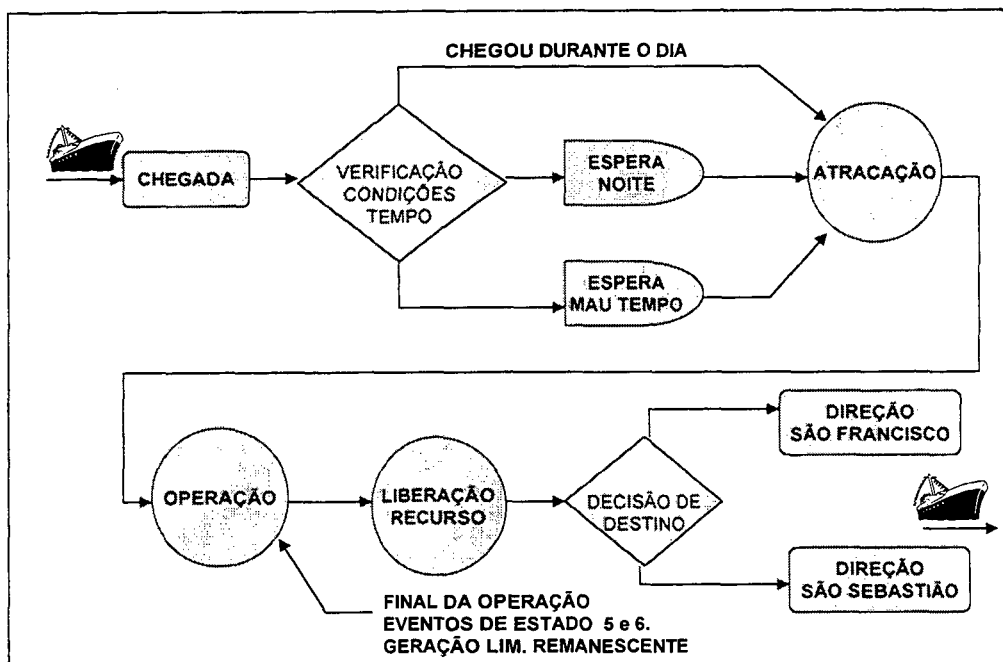 CHEGOU DURANTE O DIA
CHEGADA
VERIFICAÇÃO
CONDIÇÕES
TEMPO
ESPERA
NOITE
ATRACAÇÃO
ESPERA
MAU TEMPO
DIREÇÃO
SÃO FRANCISCO
OPERAÇÃO
LIBERAÇÃO
RECURSO
DECISÃO DE
DESTINO
DIREÇÃO
SÃO SEBASTIÃO
FINAL DA OPERAÇÃO
EVENTOS DE ESTADO 5 e 6.
GERAÇÃO LIM. REMANESCENTE